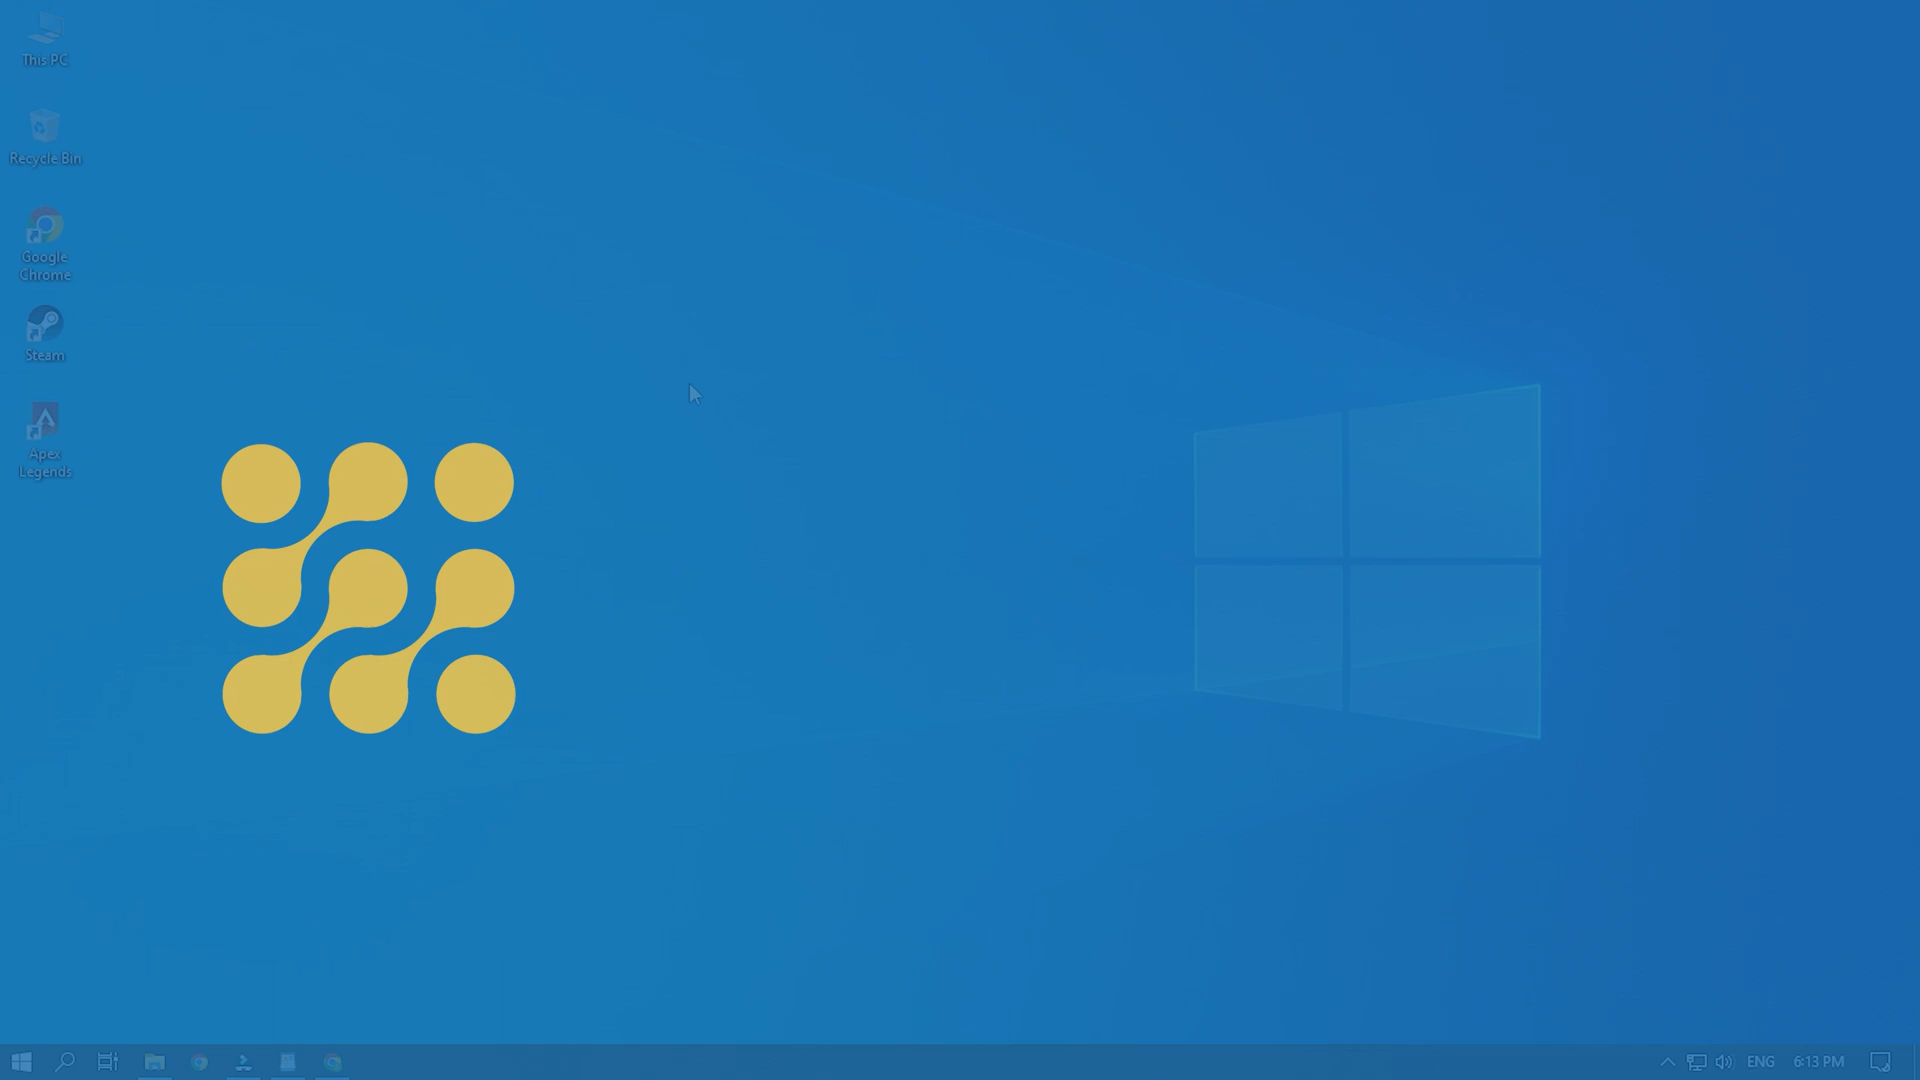 This PC
Recycle Bin
Google
Chrome
Steam
Apex
Legends
ENG
6:13 PM